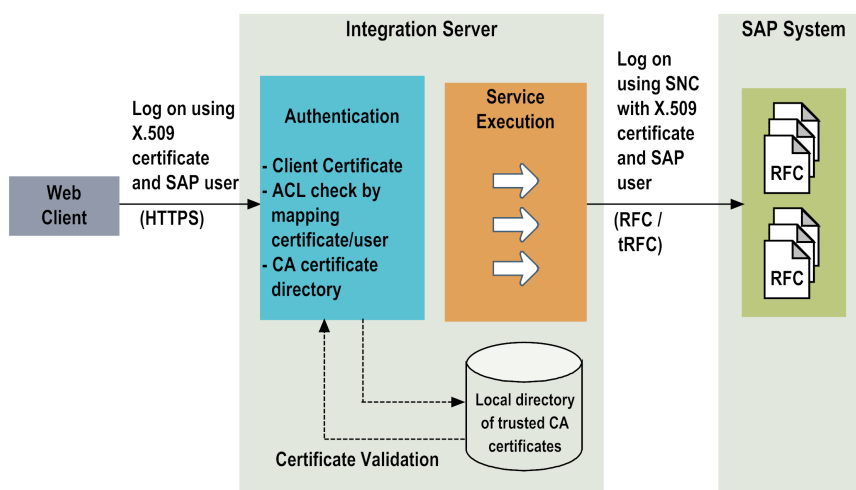 Integration Server
SAP System
Web
Client
Log on using
X.509
certificate
and SAP user
(HTTPS)
Authentication
- Client Certificate
- ACL check by
mapping
certificate/user
- CA certificate
directory
Service
Execution
Log on
using SNC
with X.509
certificate
and SAP
user
(RFC /
tRFC)
RFC
RFC
Local directory
of trusted CA
certificates
Certificate Validation